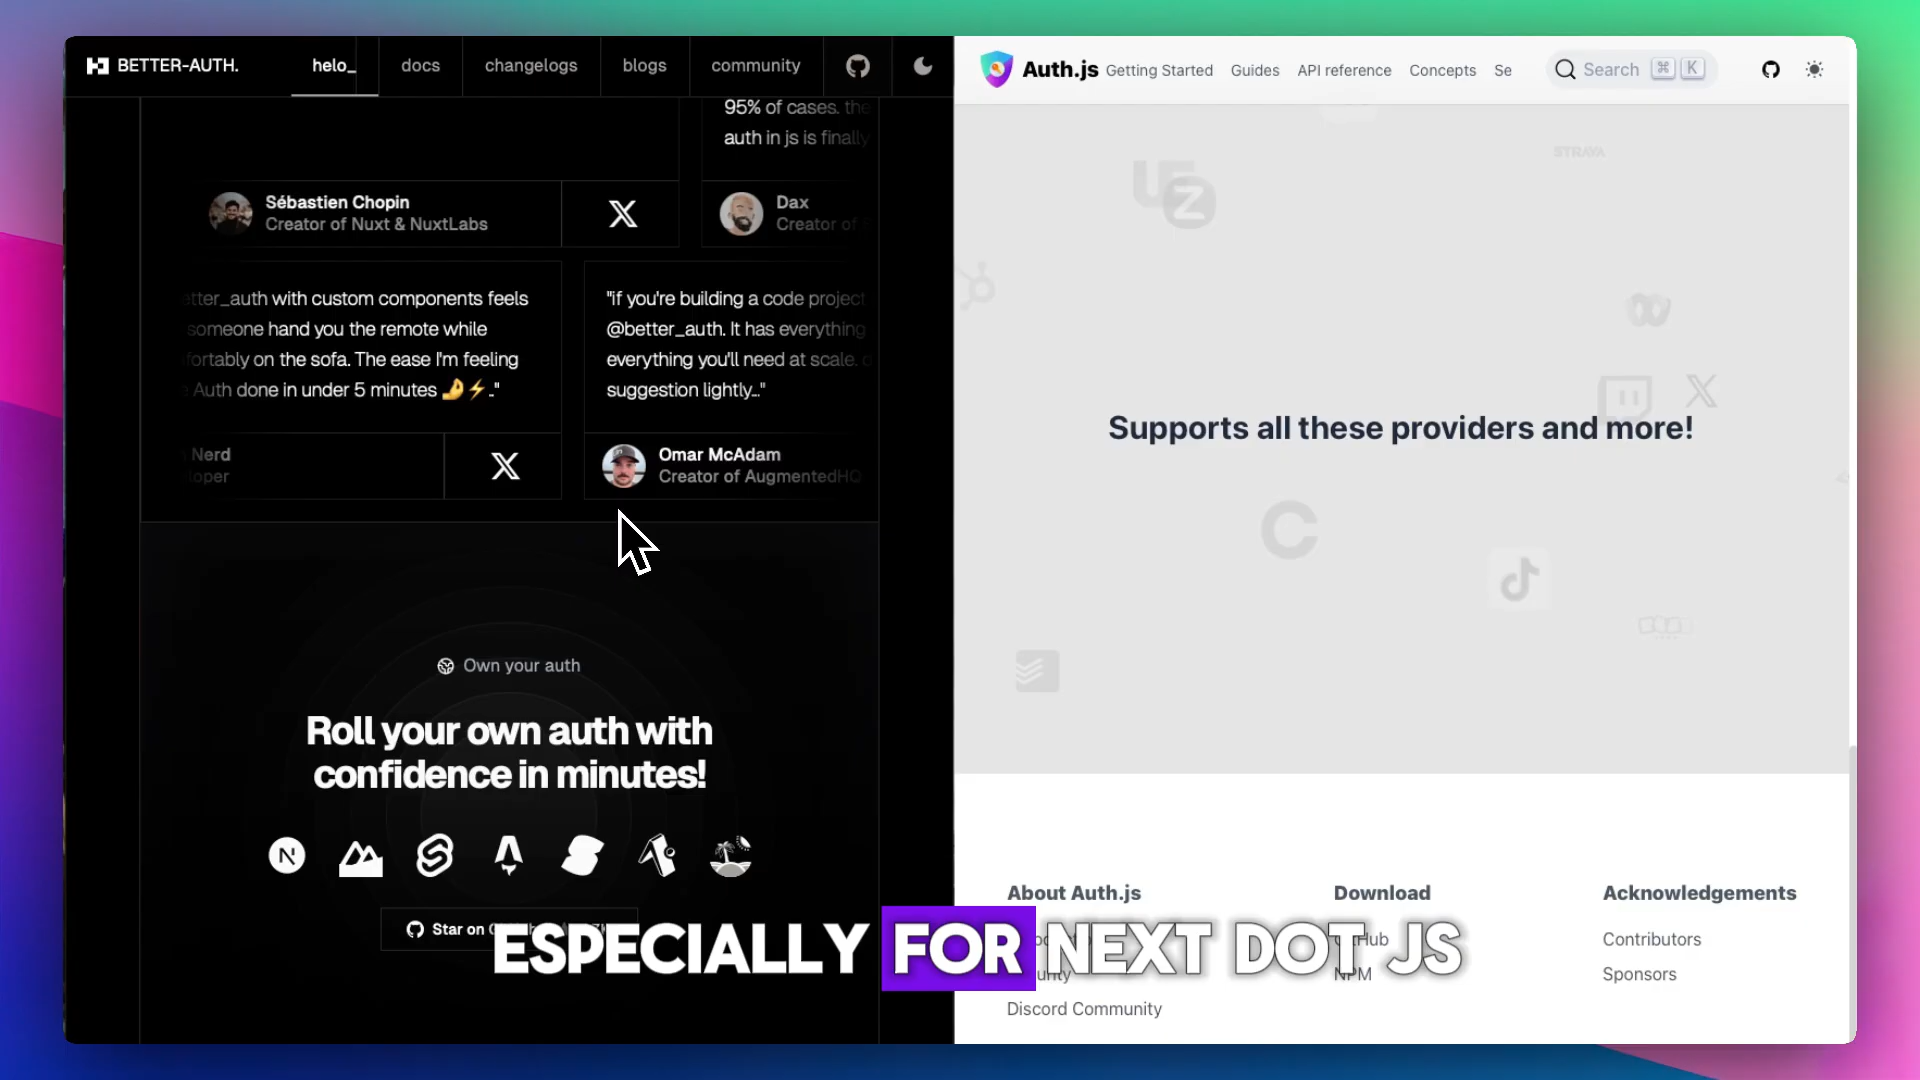 BETTER-AUTH.
helo_
docs
changelogs
blogs
community
95% of cases. the
auth in js is finally
Sébastien Chopin
Creator of Nuxt & NuxtLabs
Dax
Creator of
etter_auth with custom components feels
someone hand you the remote while
fortably on the sofa. The ease I'm feeling
Auth done in under 5 minutes 🤌⚡.."
"if you're building a code project
@better_auth. It has everything
everything you'll need at scale.
suggestion lightly..."
Nerd
loper
Omar McAdam
Creator of AugmentedHQ
Own your auth
Roll your own auth with
confidence in minutes!
Star on
Auth.js
Getting Started
Guides
API reference
Concepts
Se
Search
⌘ K
STRAVA
Supports all these providers and more!
About Auth.js
Discord Community
Download
NPM
Acknowledgements
Contributors
Sponsors
ESPECIALLY FOR NEXT DOT JS